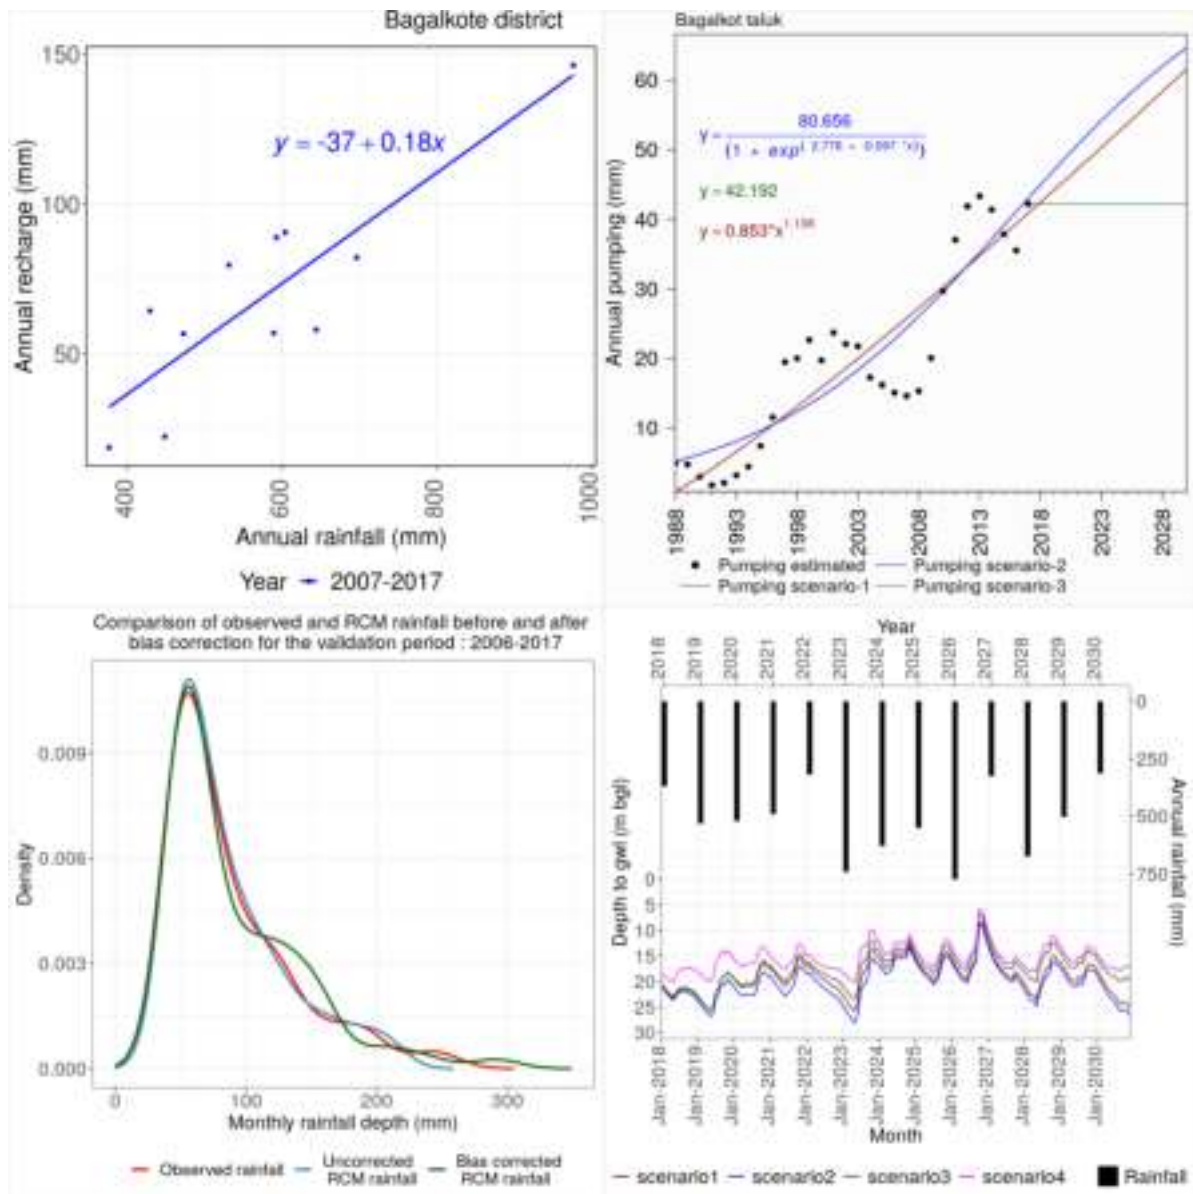 Bagalkote district
150
100
50
Annual recharge (mm)
y = -37 + 0.18x
400
600
800
1000
Annual rainfall (mm)
Year
2007-2017
Bagalkot taluk
60
50
40
30
20
10
Annual pumping (mm)
80.656
y =
y = 42.192
y = 0.853*x
1988
1993
1998
2003
2008
2013
2018
2023
2028
Pumping estimated
Pumping scenario-2
Pumping scenario-1
Pumping scenario-3
Comparison of observed and RCM rainfall before and after
bias correction for the validation period : 2006-2017
0.009
0.006
0.003
0.000
Density
0
100
200
300
Monthly rainfall depth (mm)
Observed rainfall
Uncorrected
RCM rainfall
Bias corrected
RCM rainfall
Year
2018
2019
2020
2021
2022
2023
2024
2025
2026
2027
2028
2029
2030
0
250
500
750
Annual rainfall (mm)
Depth to gwl (m bgl)
0
5
10
15
20
25
30
Jan-2018
Jan-2019
Jan-2020
Jan-2021
Jan-2022
Jan-2023
Jan-2024
Jan-2025
Jan-2026
Jan-2027
Jan-2028
Jan-2029
Jan-2030
Month
scenario1
scenario2
scenario3
scenario4
Rainfall